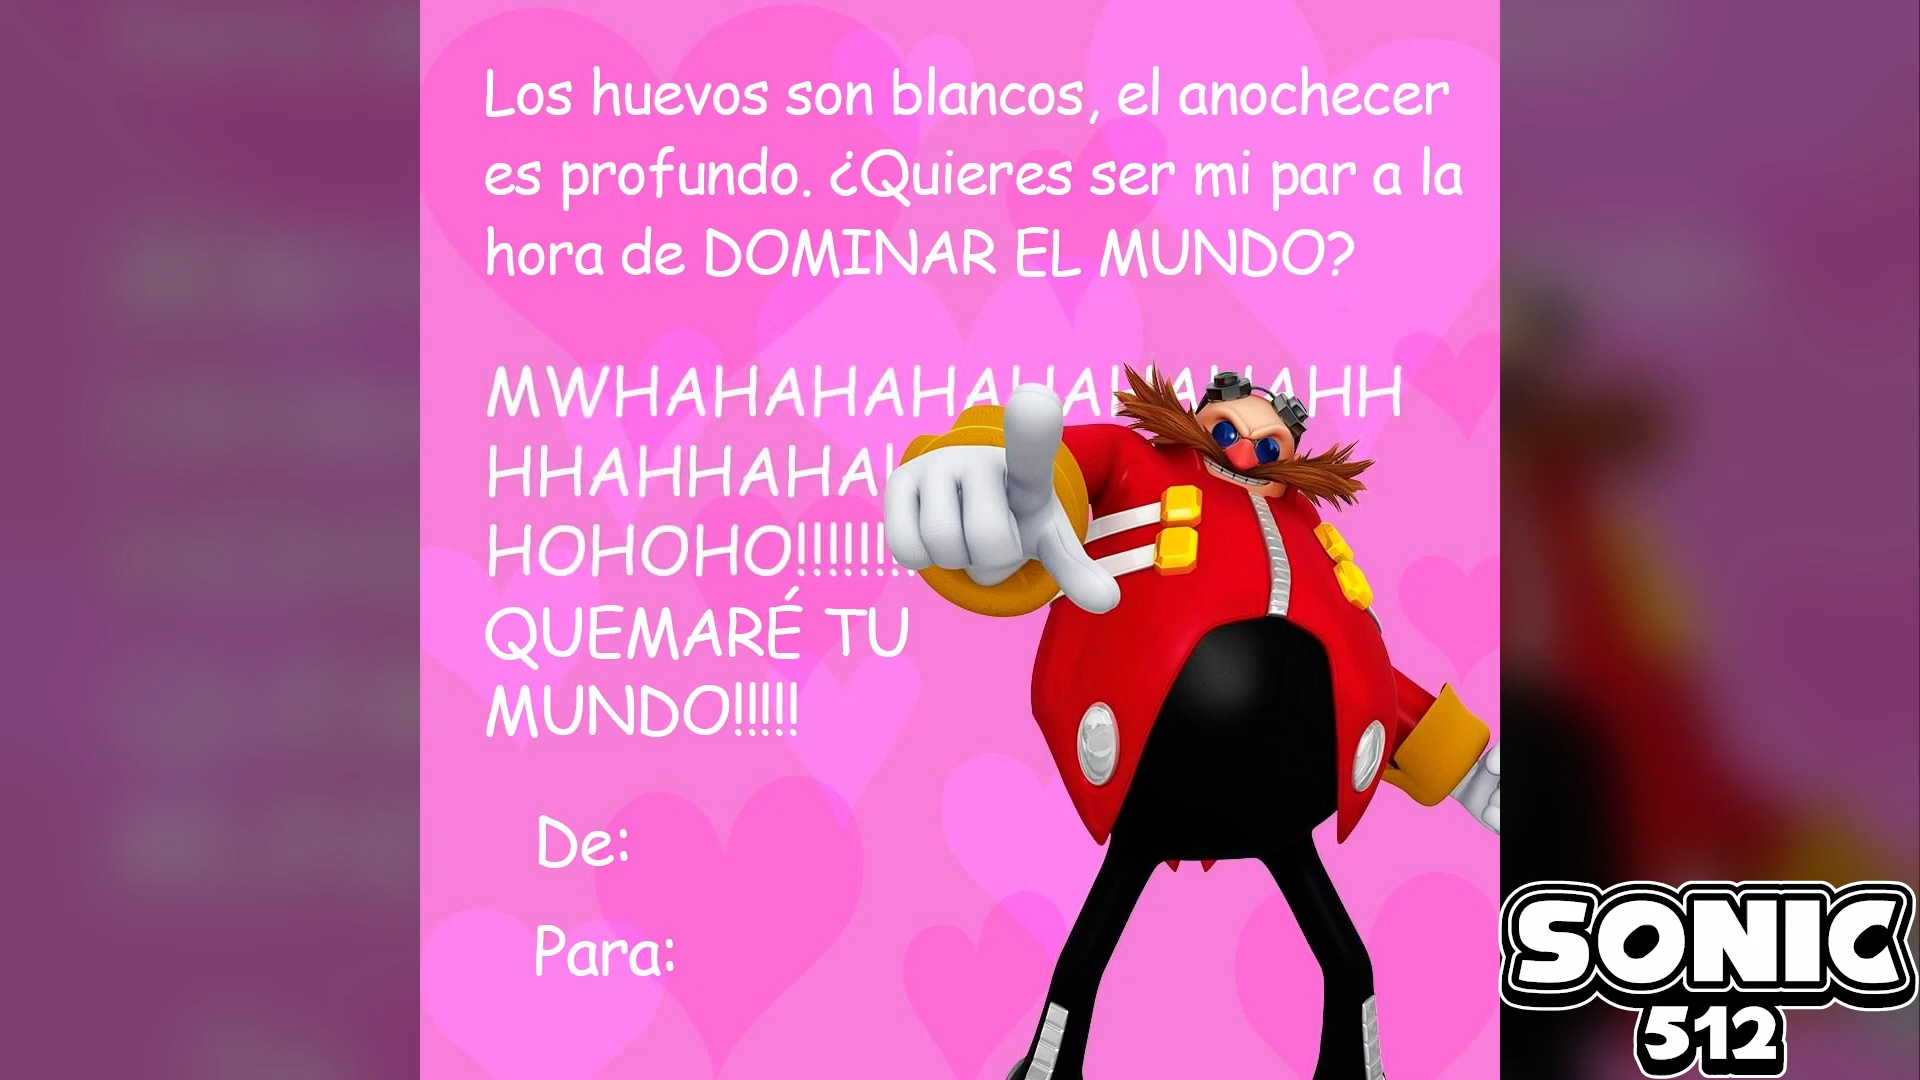 Los huevos son blancos, el anochecer
es profundo. ¿Quieres ser mi par a la
hora de DOMINAR EL MUNDO?
HOHOHO!!!!!!!!
QUEMARÉ TU
MUNDO!!!!!
De:
Para:
SONIC
512